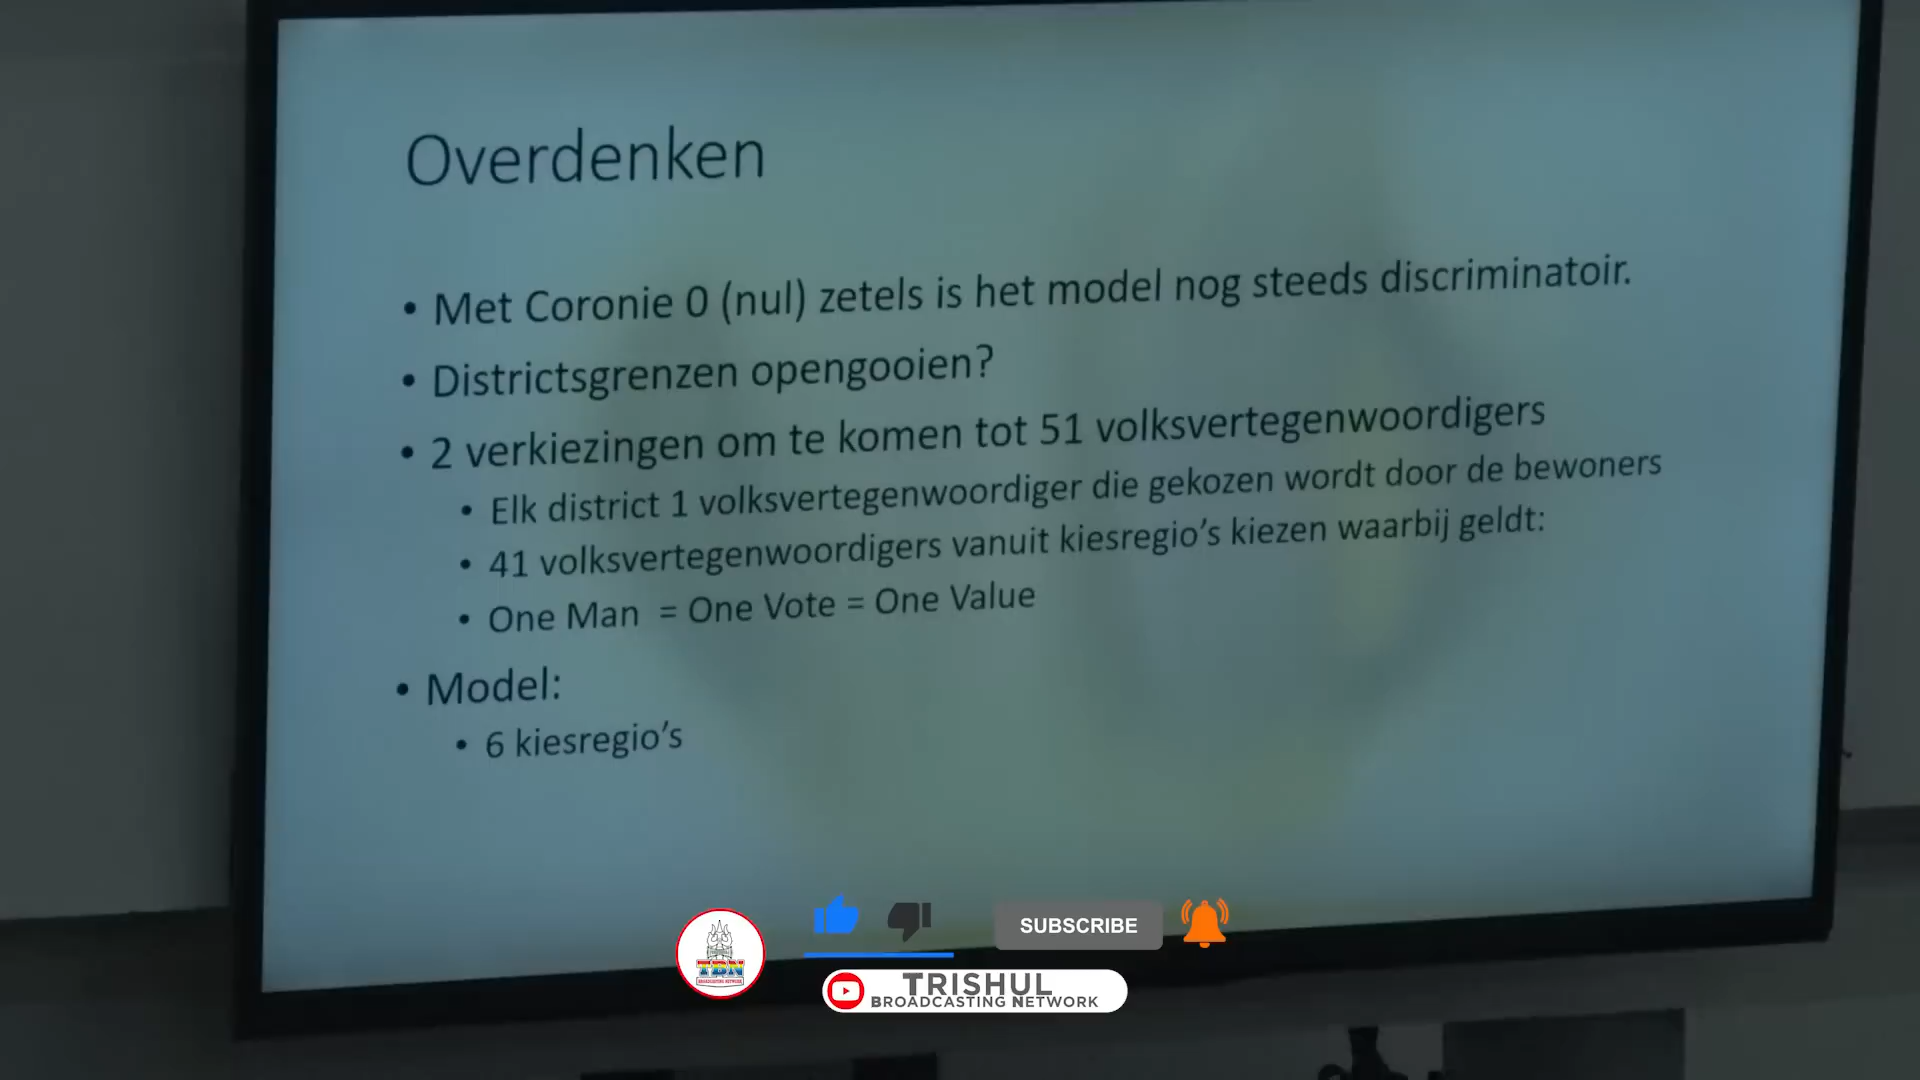 Overdenken
• Met Coronie 0 (nul) zetels is het model nog steeds discriminatoir.
• Districtsgrenzen opengooien?
• 2 verkiezingen om te komen tot 51 volksvertegenwoordigers
• Elk district 1 volksvertegenwoordiger die gekozen wordt door de bewoners
• 41 volksvertegenwoordigers vanuit kiesregio's kiezen waarbij geldt:
• One Man = One Vote = One Value
• Model:
• 6 kiesregio's
SUBSCRIBE
TBN
TRISHUL
BROADCASTING NETWORK